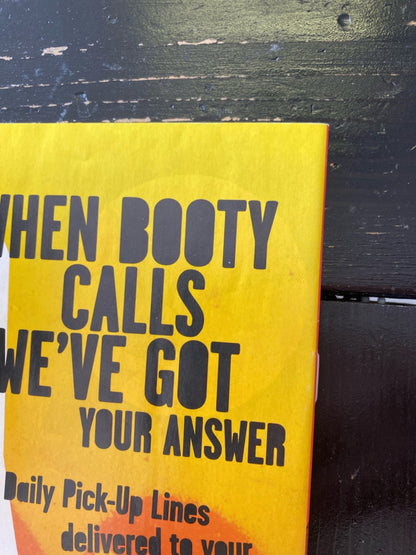 WHEN BOOTY
CALLS
WE'VE GOT
YOUR ANSWER
Daily Pick-Up Lines
delivered to your